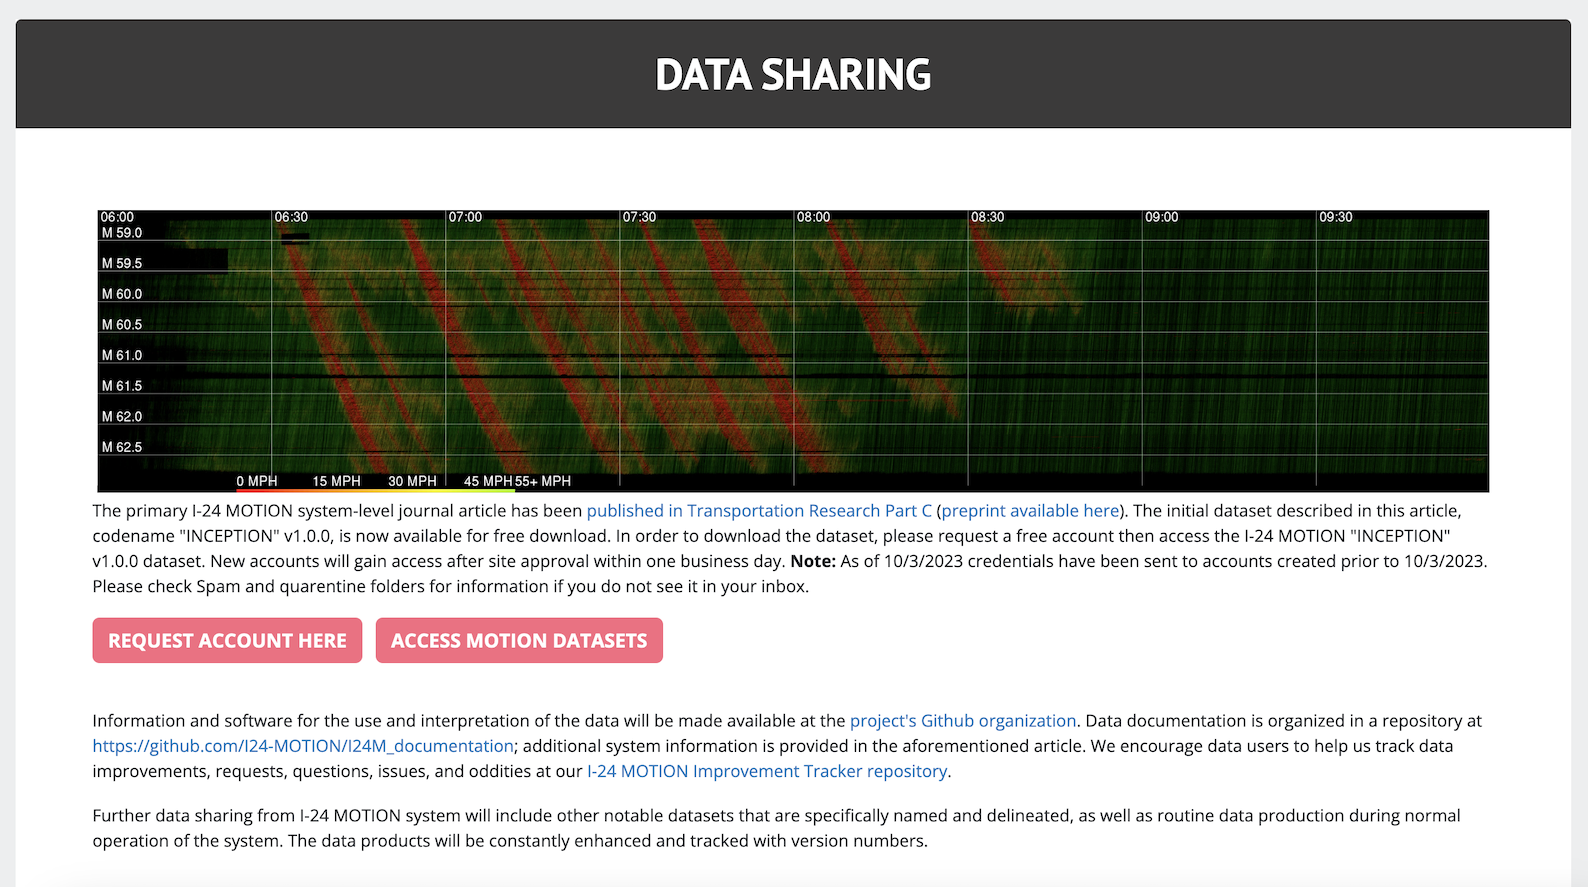 DATA SHARING
06:00 06:30 07:00 07:30 08:00 08:30 09:00 09:30
M 59.0
M 59.5
M 60.0
M 60.5
M 61.0
M 61.5
M 62.0
M 62.5
0 MPH 15 MPH 30 MPH 45 MPH 55+ MPH
The primary I-24 MOTION system-level journal article has been published in Transportation Research Part C (preprint available here). The initial dataset described in this article,
codename "INCEPTION" v1.0.0, is now available for free download. In order to download the dataset, please request a free account then access the I-24 MOTION "INCEPTION"
v1.0.0 dataset. New accounts will gain access after site approval within one business day. Note: As of 10/3/2023 credentials have been sent to accounts created prior to 10/3/2023.
Please check Spam and quarentine folders for information if you do not see it in your inbox.
REQUEST ACCOUNT HERE ACCESS MOTION DATASETS
Information and software for the use and interpretation of the data will be made available at the project's Github organization. Data documentation is organized in a repository at
https://github.com/I24-MOTION/I24M_documentation; additional system information is provided in the aforementioned article. We encourage data users to help us track data
improvements, requests, questions, issues, and oddities at our I-24 MOTION Improvement Tracker repository.
Further data sharing from I-24 MOTION system will include other notable datasets that are specifically named and delineated, as well as routine data production during normal
operation of the system. The data products will be constantly enhanced and tracked with version numbers.